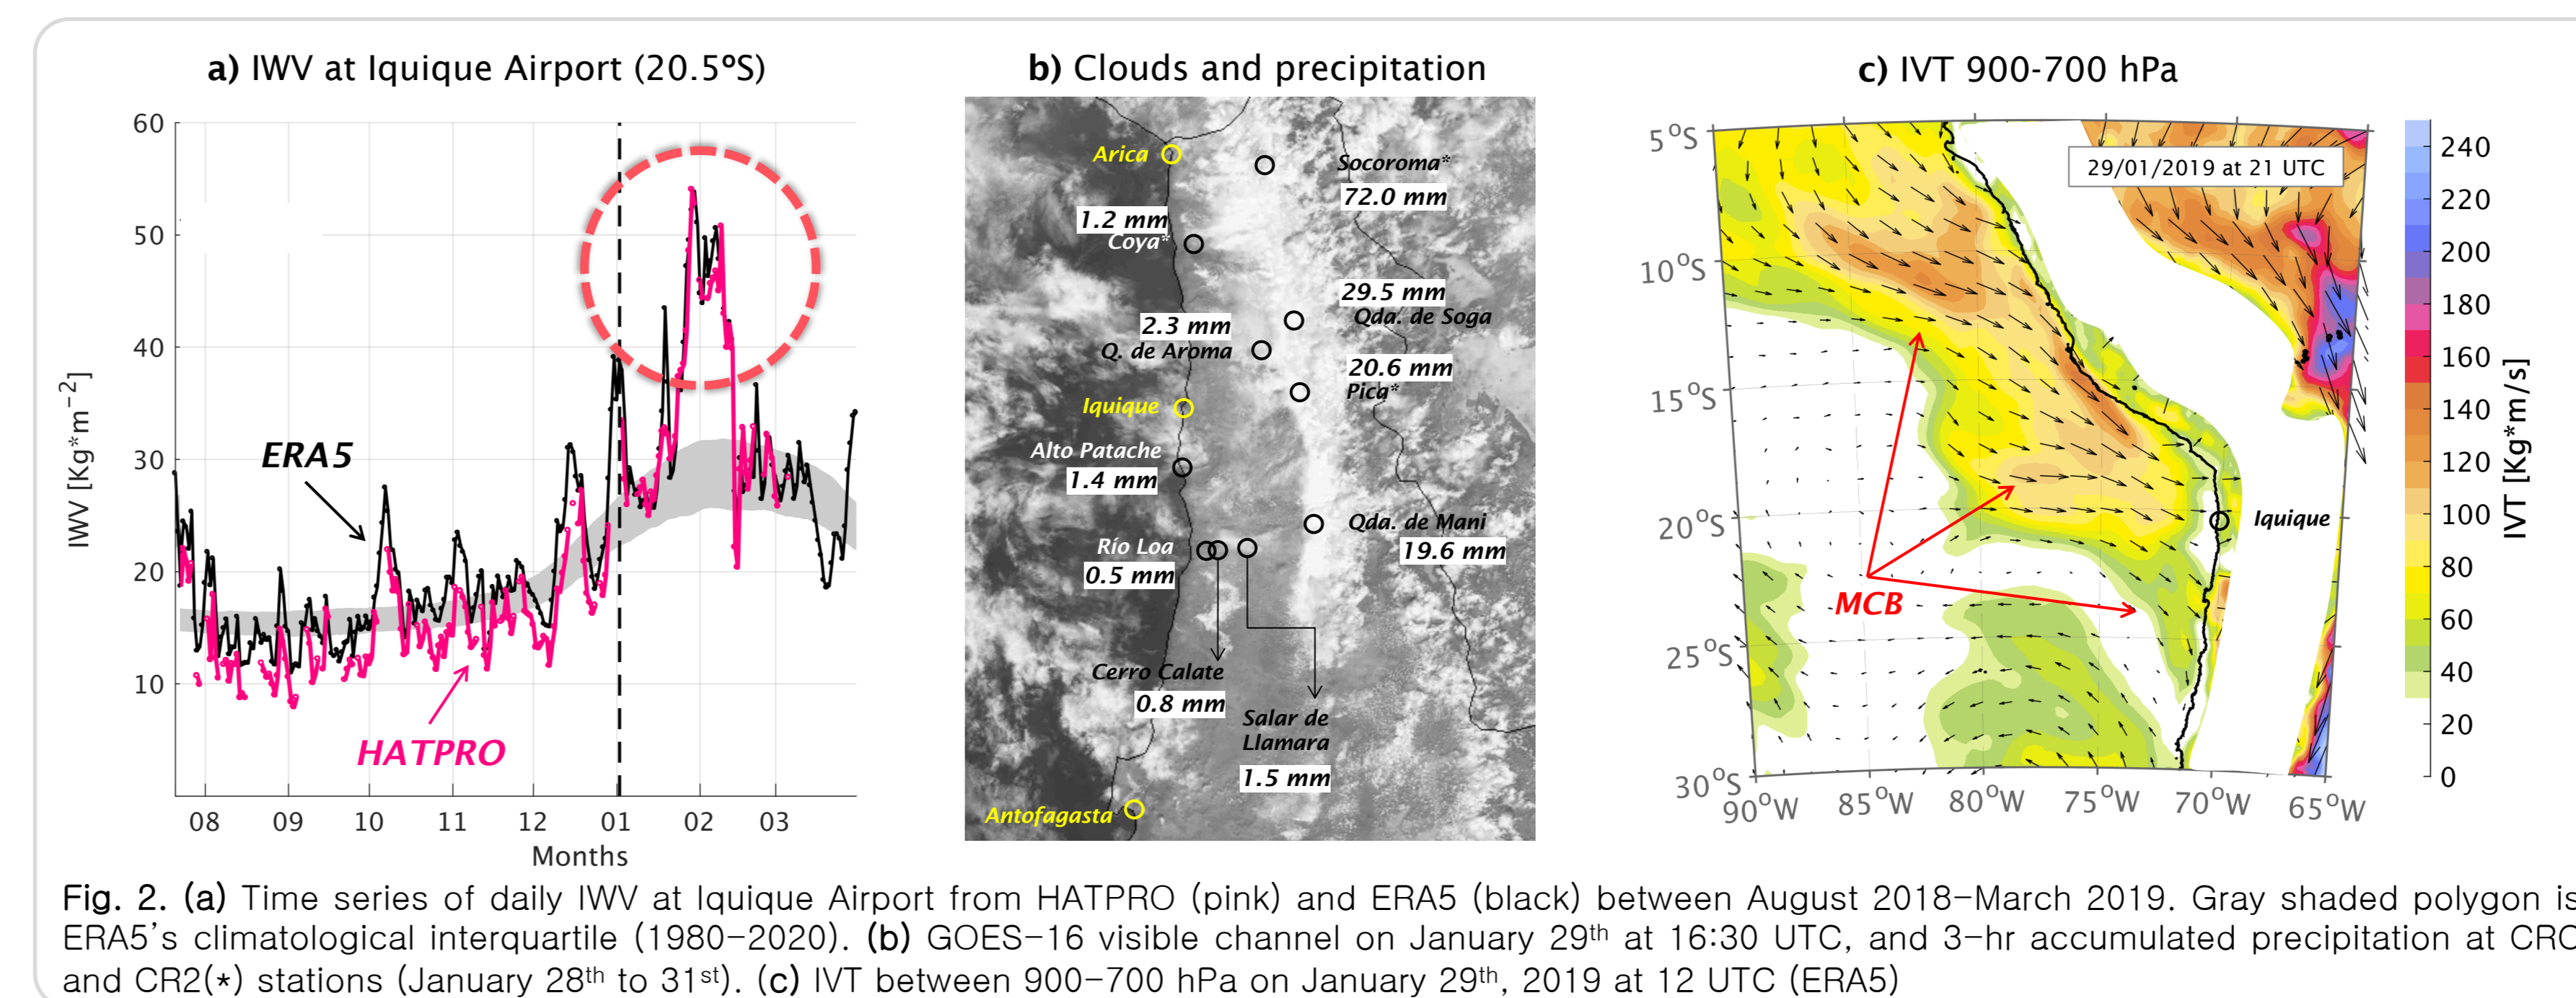 a) IWV at Iquique Airport (20.5ºS)
60
50
40
30
20
10
IWV [Kg*m−2]
ERA5
HATPRO
08 09 10 11 12 01 02 03
Months
b) Clouds and precipitation
Arica
Socoroma*
72.0 mm
1.2 mm
Coya*
29.5 mm
Qda. de Soga
2.3 mm
Q. de Aroma
20.6 mm
Pica*
Iquique
Alto Patache
1.4 mm
Qda. de Mani
19.6 mm
Río Loa
0.5 mm
Cerro Calate
0.8 mm
Salar de
Llamara
1.5 mm
Antofagasta
c) IVT 900-700 hPa
29/01/2019 at 21 UTC
5°S
10°S
15°S
20°S
25°S
30°S
90°W 85°W 80°W 75°W 70°W 65°W
Iquique
MCB
240
220
200
180
160
140
120
100
80
60
40
20
0
IVT [Kg*m/s]
Fig. 2. (a) Time series of daily IWV at Iquique Airport from HATPRO (pink) and ERA5 (black) between August 2018−March 2019. Gray shaded polygon is
ERA5’s climatological interquartile (1980−2020). (b) GOES−16 visible channel on January 29th at 16:30 UTC, and 3−hr accumulated precipitation at CRC
and CR2(*) stations (January 28th to 31st). (c) IVT between 900−700 hPa on January 29th, 2019 at 12 UTC (ERA5)